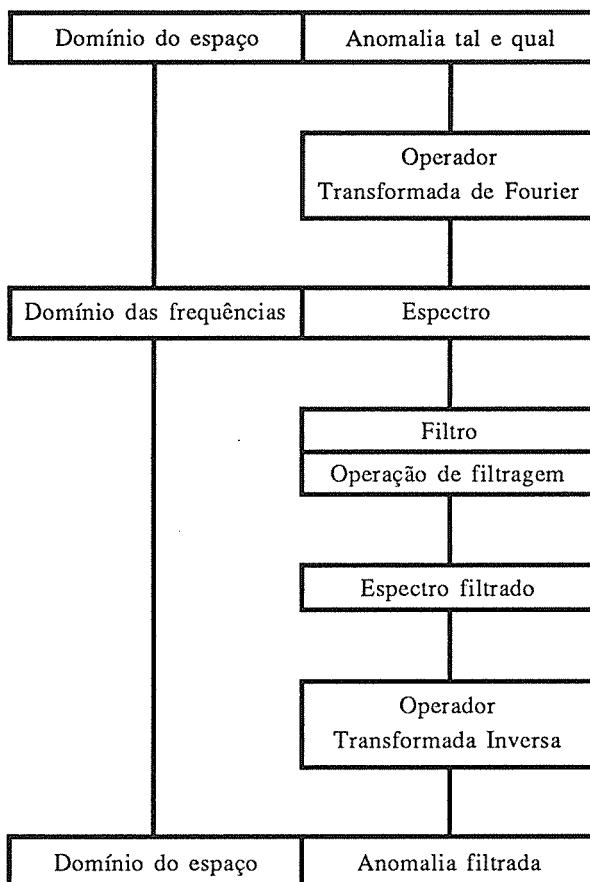 Domínio do espaço
Anomalia tal e qual
Operador
Transformada de Fourier
Domínio das frequências
Espectro
Filtro
Operação de filtragem
Espectro filtrado
Operador
Transformada Inversa
Domínio do espaço
Anomalia filtrada